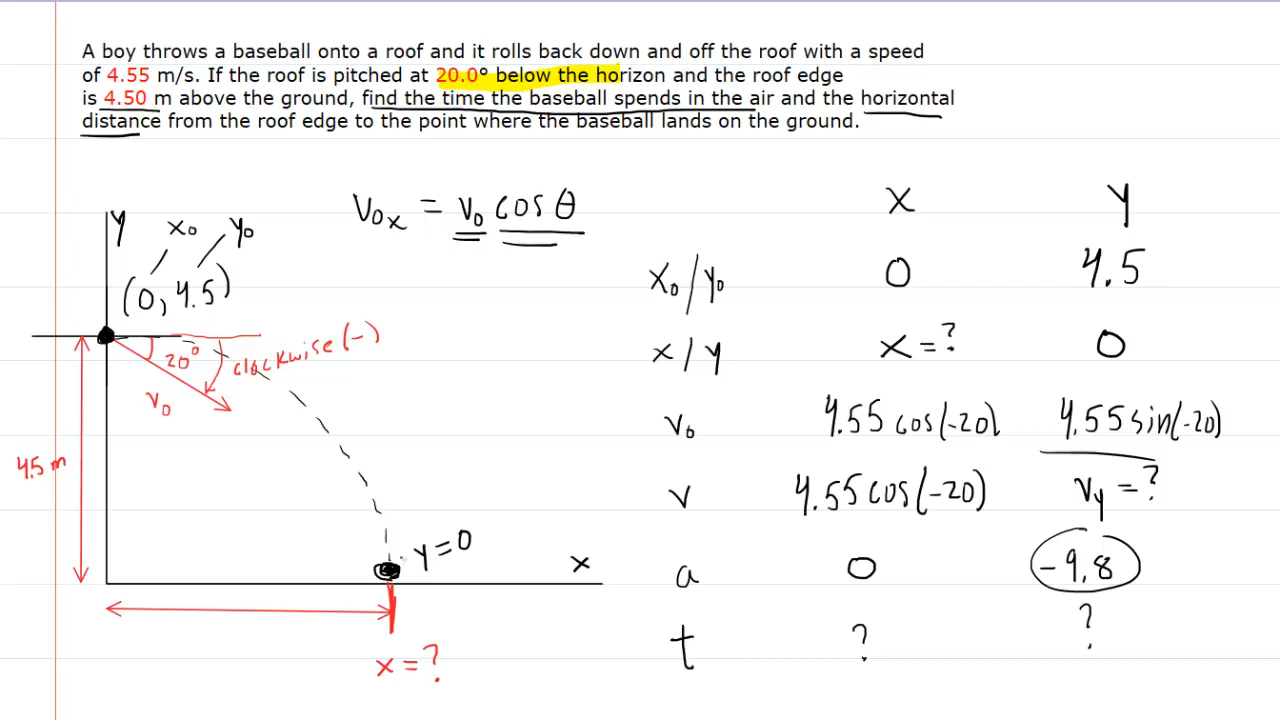 A boy throws a baseball onto a roof and it rolls back down and off the roof with a speed
of 4.55 m/s. If the roof is pitched at 20.0° below the horizon and the roof edge
is 4.50 m above the ground, find the time the baseball spends in the air and the horizontal
distance from the roof edge to the point where the baseball lands on the ground.
V0x = v0 cos θ
x y
y x0 y0
(0, 4.5)
x0/y0 0 4.5
20° clockwise (-)
x/y x = ? 0
v0
v0 4.55 cos(-20) 4.55 sin(-20)
4.5 m
v 4.55 cos(-20) vy = ?
y = 0 x
a 0 -9.8
t ? ?
x = ?